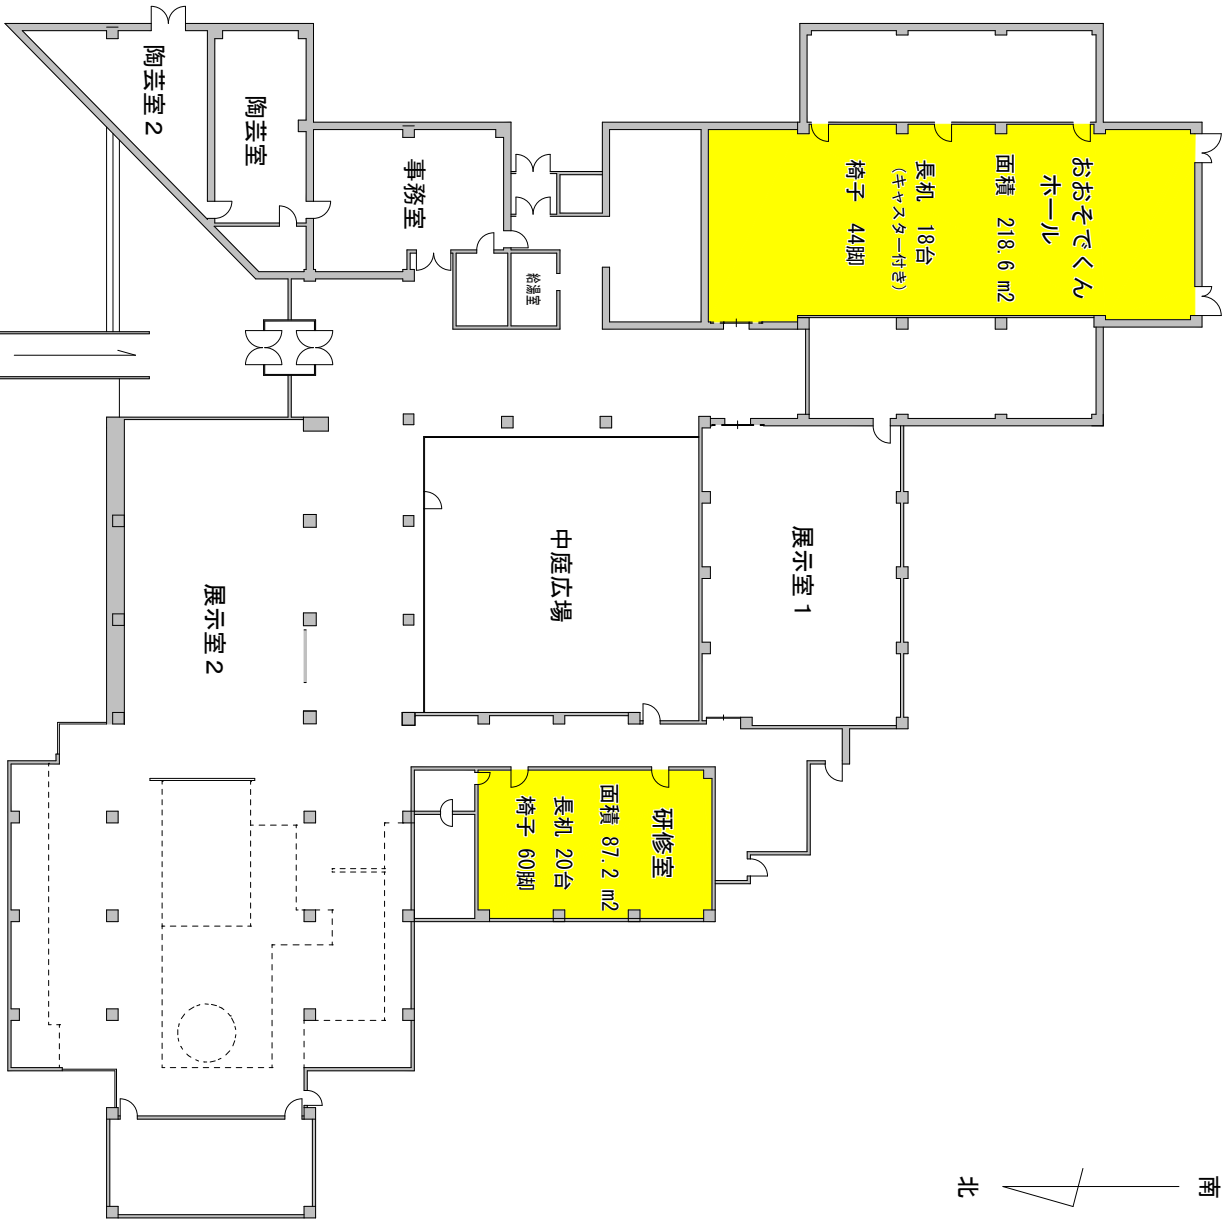 陶芸室２
陶芸室
事務室
給湯室
おおそでくん
ホール
面積 218.6 m2
長机 18台
(キャスター付き)
椅子 44脚
展示室１
中庭広場
展示室２
研修室
面積 87.2 m2
長机 20台
椅子 60脚
南
北